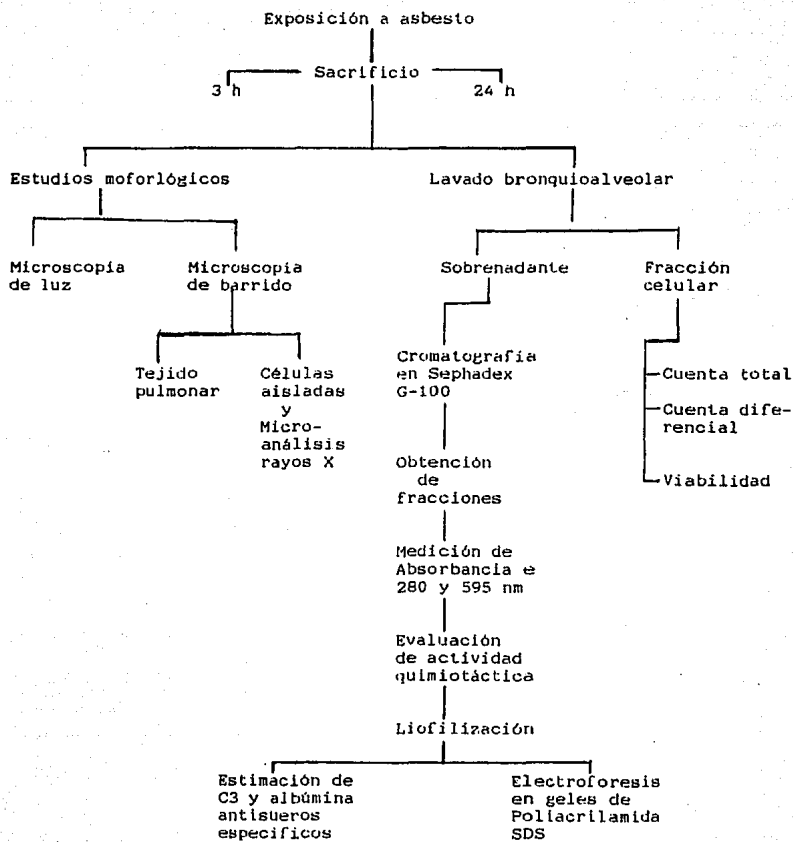 Exposición a asbesto
Sacrificio
3 h
24 h
Estudios moforlógicos
Lavado bronquioalveolar
Microscopia
de luz
Microscopia
de barrido
Sobrenadante
Fracción
celular
Tejido
pulmonar
Células
aisladas
y
Micro-
análisis
rayos X
Cromatografía
en Sephadex
G-100
Cuenta total
Cuenta dife-
rencial
Viabilidad
Obtención
de
fracciones
Medición de
Absorbancia e
280 y 595 nm
Evaluación
de actividad
quimiotáctica
Liofilización
Estimación de
C3 y albúmina
antisueros
especificos
Electroforesis
en geles de
Poliacrilamida
SDS